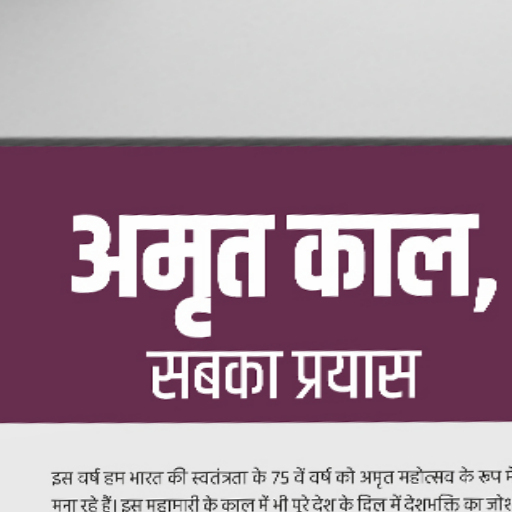 अमृत काल,
सबका प्रयास
इस वर्ष हम भारत की स्वतंत्रता के 75 वें वर्ष को अमृत महोत्सव के रूप में
मना रहे हैं। इस महामारी के काल में भी पूरे देश के दिल में देशभक्ति का जोश